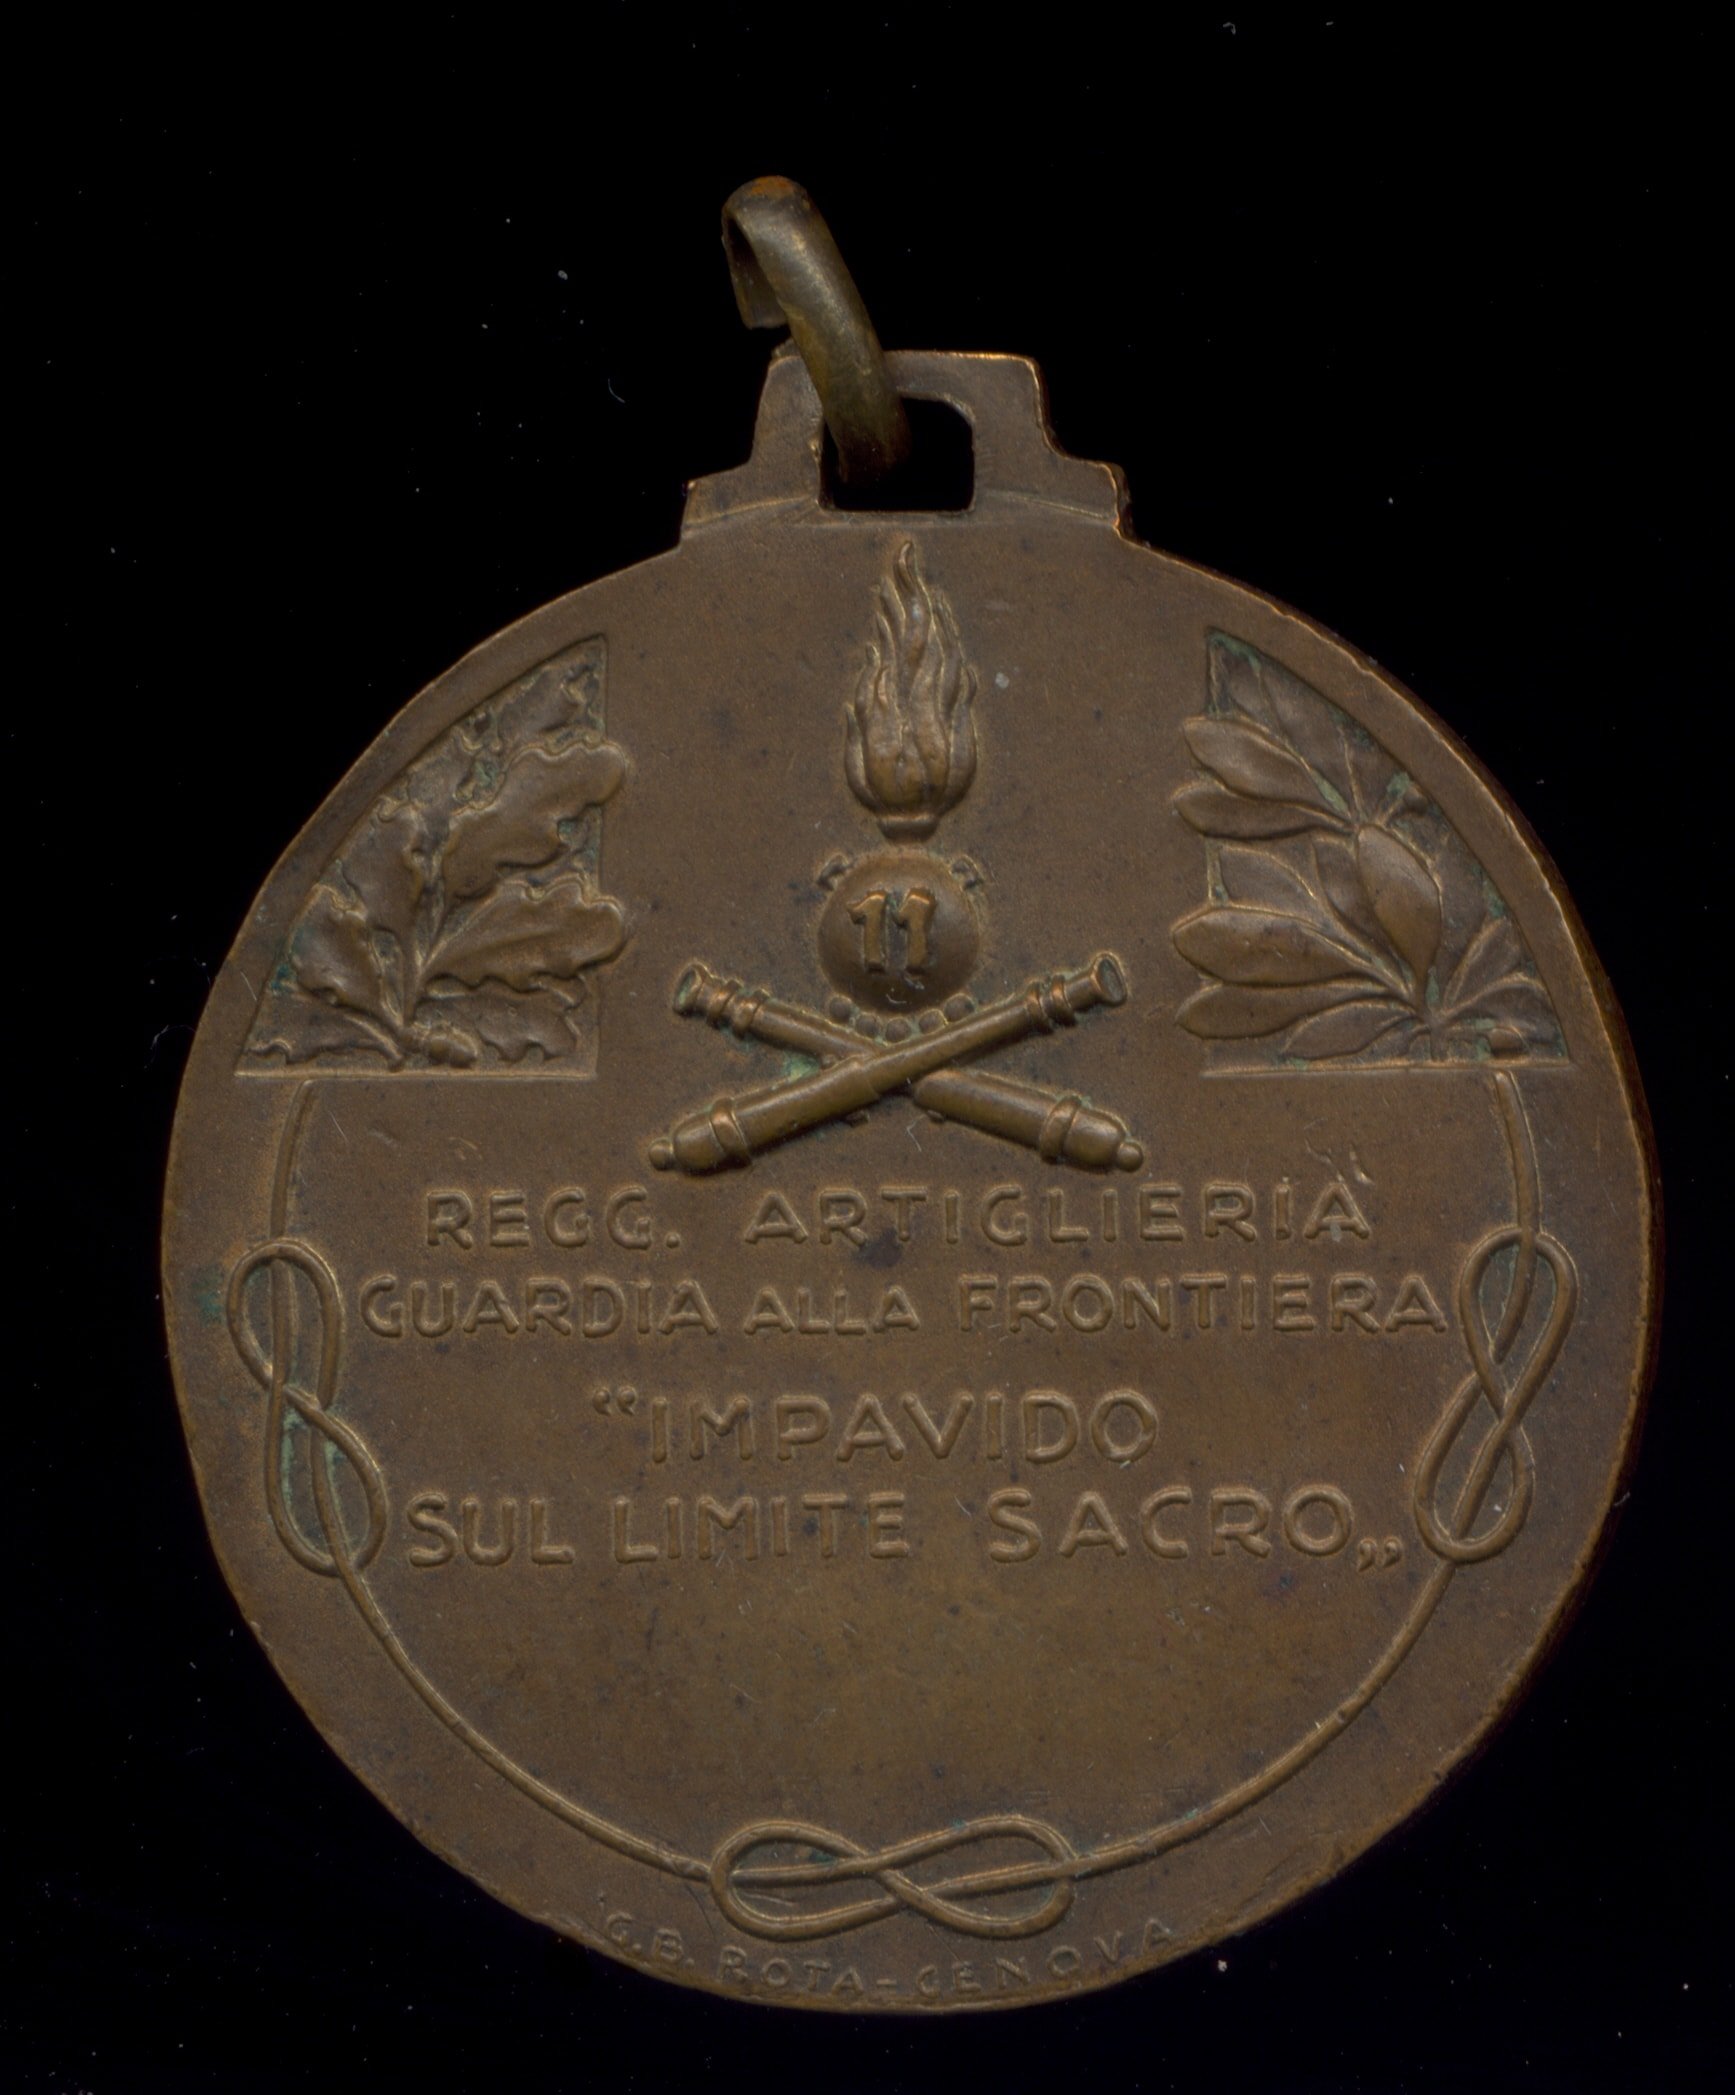 11
REGG. ARTIGLIERIA
GUARDIA ALLA FRONTIERA
“IMPAVIDO
SUL LIMITE SACRO„
G.B. ROTA-GENOVA